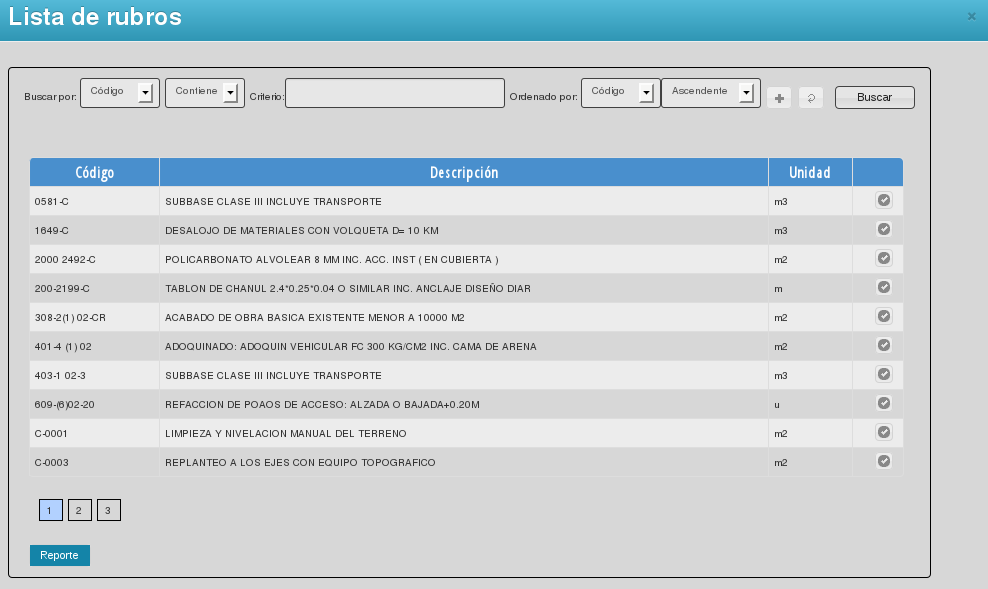 Lista de rubros ×
Buscar por: Código Contiene Criterio: Ordenado por: Código Ascendente Buscar
Código Descripción Unidad
0581-C SUBBASE CLASE III INCLUYE TRANSPORTE m3
1649-C DESALOJO DE MATERIALES CON VOLQUETA D= 10 KM m3
2000 2492-C POLICARBONATO ALVOLEAR 8 MM INC. ACC. INST ( EN CUBIERTA ) m2
200-2199-C TABLON DE CHANUL 2.4*0.25*0.04 O SIMILAR INC. ANCLAJE DISEÑO DIAR m
308-2(1) 02-CR ACABADO DE OBRA BASICA EXISTENTE MENOR A 10000 M2 m2
401-4 (1) 02 ADOQUINADO: ADOQUIN VEHICULAR FC 300 KG/CM2 INC. CAMA DE ARENA m2
403-1 02-3 SUBBASE CLASE III INCLUYE TRANSPORTE m3
609-(6)02-20 REFACCION DE POAOS DE ACCESO: ALZADA O BAJADA+0.20M u
C-0001 LIMPIEZA Y NIVELACION MANUAL DEL TERRENO m2
C-0003 REPLANTEO A LOS EJES CON EQUIPO TOPOGRAFICO m2
1 2 3
Reporte